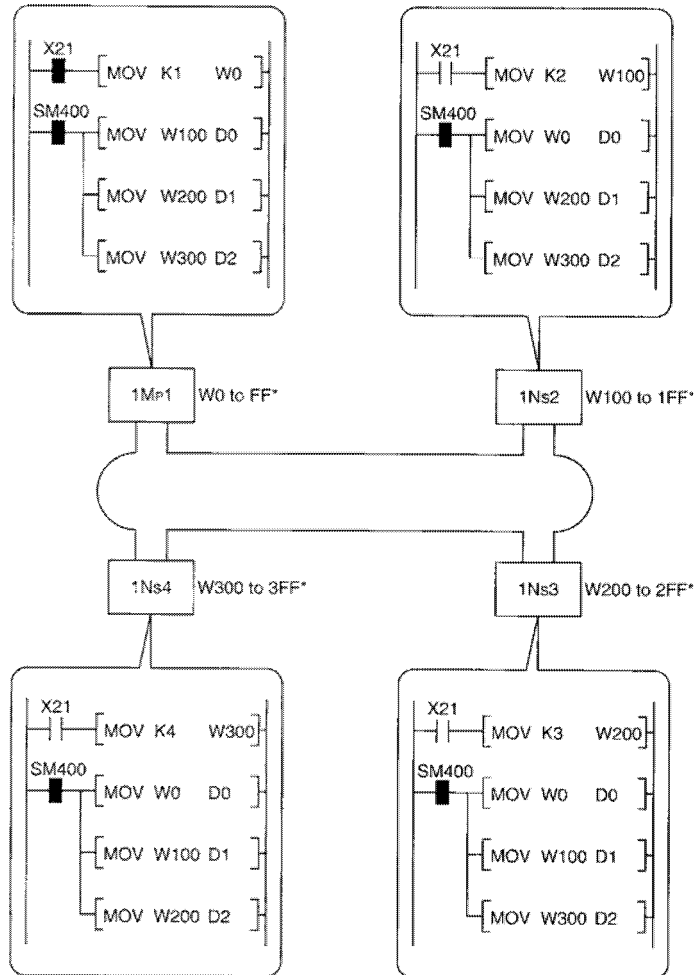 X21
MOV K1 W0
SM400
MOV W100 D0
MOV W200 D1
MOV W300 D2
X21
MOV K2 W100
SM400
MOV W0 D0
MOV W200 D1
MOV W300 D2
1MP1 W0 to FF*
1Ns2 W100 to 1FF*
1Ns4 W300 to 3FF*
1Ns3 W200 to 2FF*
X21
MOV K4 W300
SM400
MOV W0 D0
MOV W100 D1
MOV W200 D2
X21
MOV K3 W200
SM400
MOV W0 D0
MOV W100 D1
MOV W300 D2